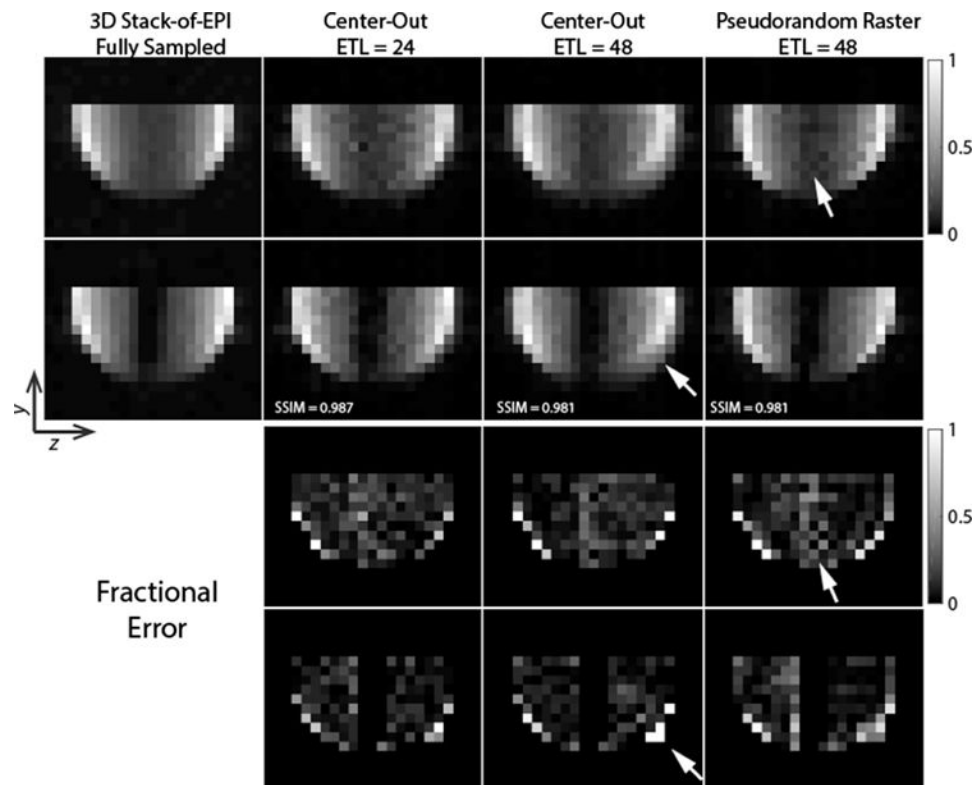 3D Stack-of-EPI
Fully Sampled
Center-Out
ETL = 24
Center-Out
ETL = 48
Pseudorandom Raster
ETL = 48
1
0.5
0
SSIM = 0.987
SSIM = 0.981
SSIM = 0.981
y
z
1
0.5
0
Fractional
Error